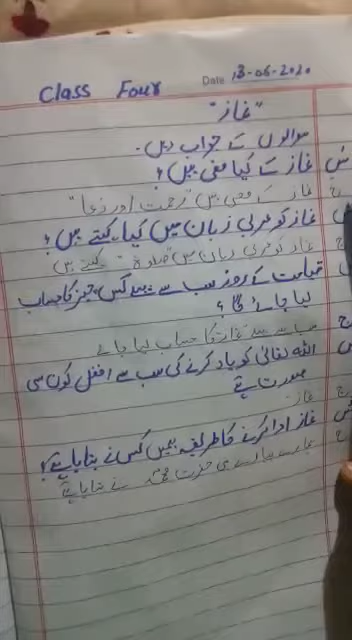 Class Four
Date 13-06-2020
"نماز"
سوالوں کے جواب دیں۔
س نماز کے کیا معنی ہیں؟
ج نماز کے معنی ہیں "رحمت اور دعا"
س نماز کو عربی زبان میں کیا کہتے ہیں؟
ج نماز کو عربی زبان میں "صلوۃ" کہتے ہیں
س قیامت کے روز سب سے پہلے کس چیز کا حساب
لیا جائے گا؟
ج سب سے پہلے نماز کا حساب لیا جائے
س اللہ تعالیٰ کو یاد کرنے کی سب سے افضل کون سی
صورت ہے
ج نماز
س نماز ادا کرنے کا طریقہ ہمیں کس نے بتایا ہے؟
ج ہمارے پیارے نبی حضرت محمدؐ نے بتایا ہے